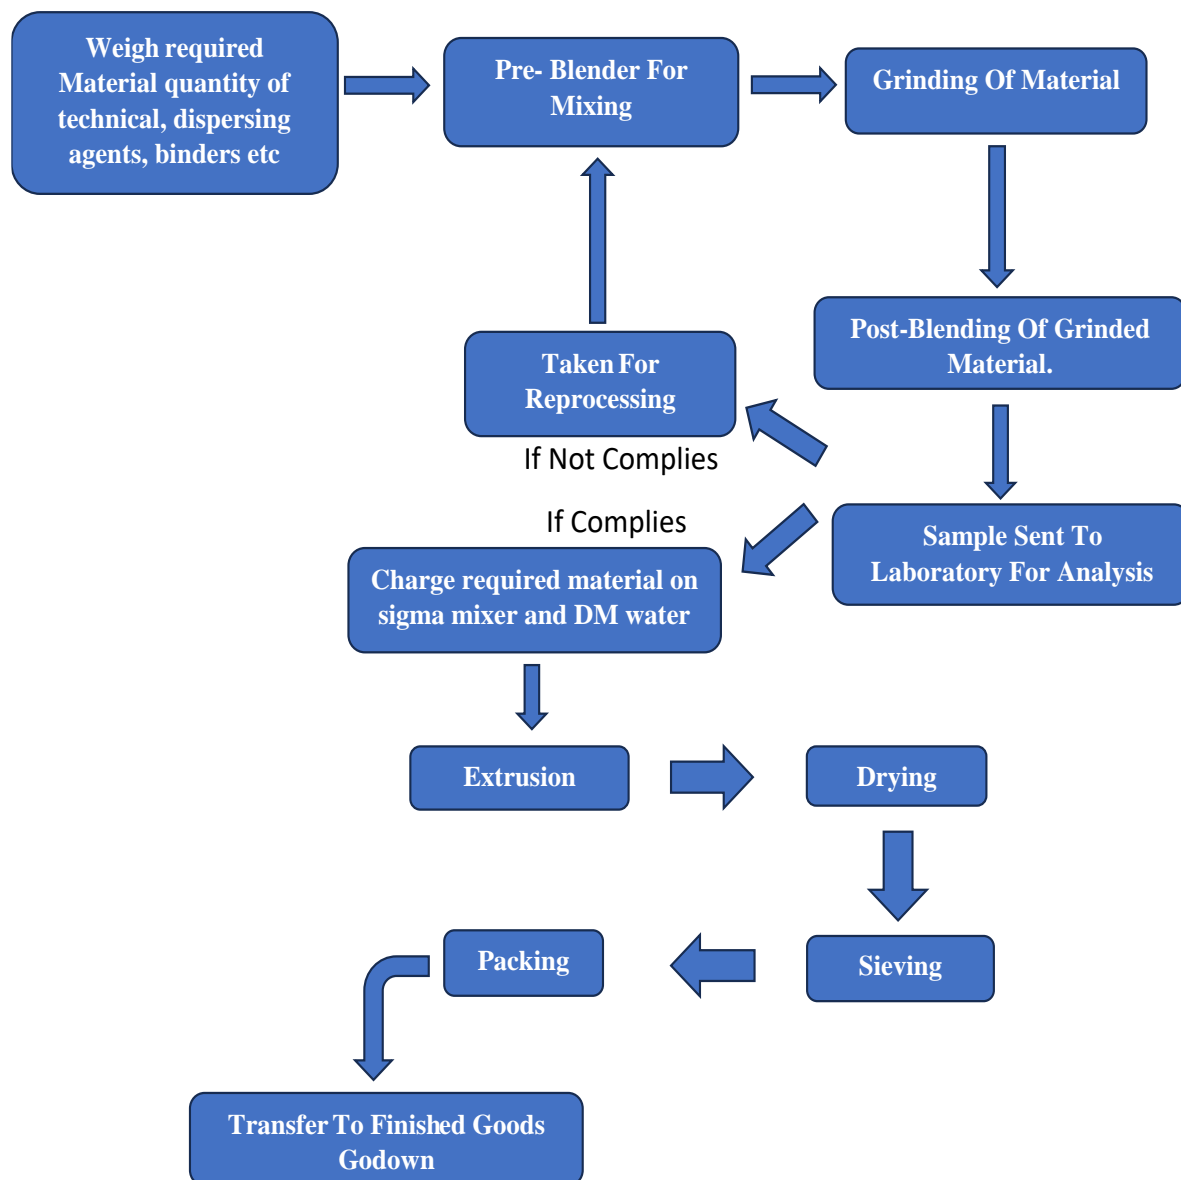 Weigh required
Material quantity of
technical, dispersing
agents, binders etc
Pre- Blender For
Mixing
Grinding Of Material
Post-Blending Of Grinded
Material.
Taken For
Reprocessing
If Not Complies
If Complies
Sample Sent To
Laboratory For Analysis
Charge required material on
sigma mixer and DM water
Extrusion
Drying
Sieving
Packing
Transfer To Finished Goods
Godown